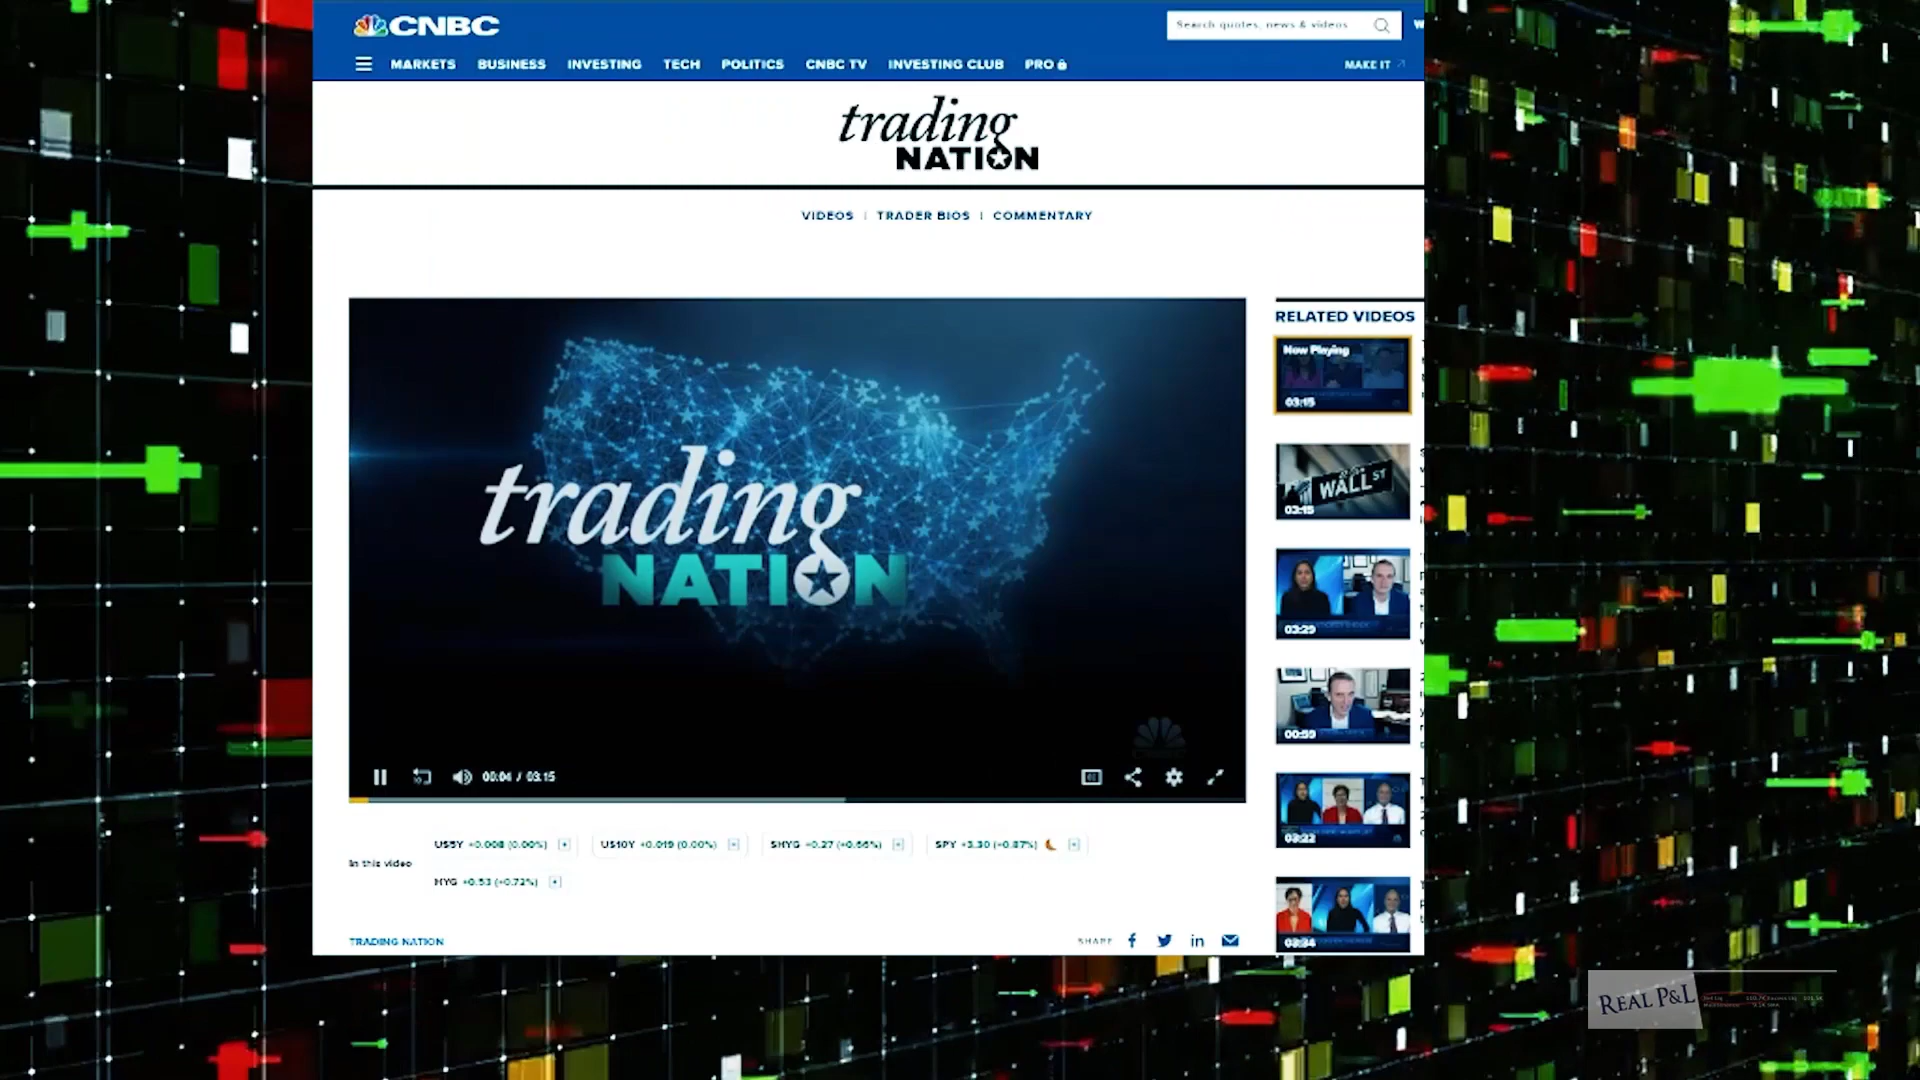 CNBC
Search quotes, news & videos
MARKETS BUSINESS INVESTING TECH POLITICS CNBC TV INVESTING CLUB PRO MAKE IT
trading
NATION
VIDEOS | TRADER BIOS | COMMENTARY
RELATED VIDEOS
Now Playing
03:15
WALL ST
03:15
trading
NATION
03:29
00:59
00:04 / 03:15
03:22
US5Y +0.008 (0.00%)
US10Y +0.019 (0.00%)
SHYG +0.27 (+0.66%)
SPY +3.30 (+0.87%)
In this video
HYG +0.53 (+0.72%)
TRADING NATION
SHARE
03:34
REAL P&L